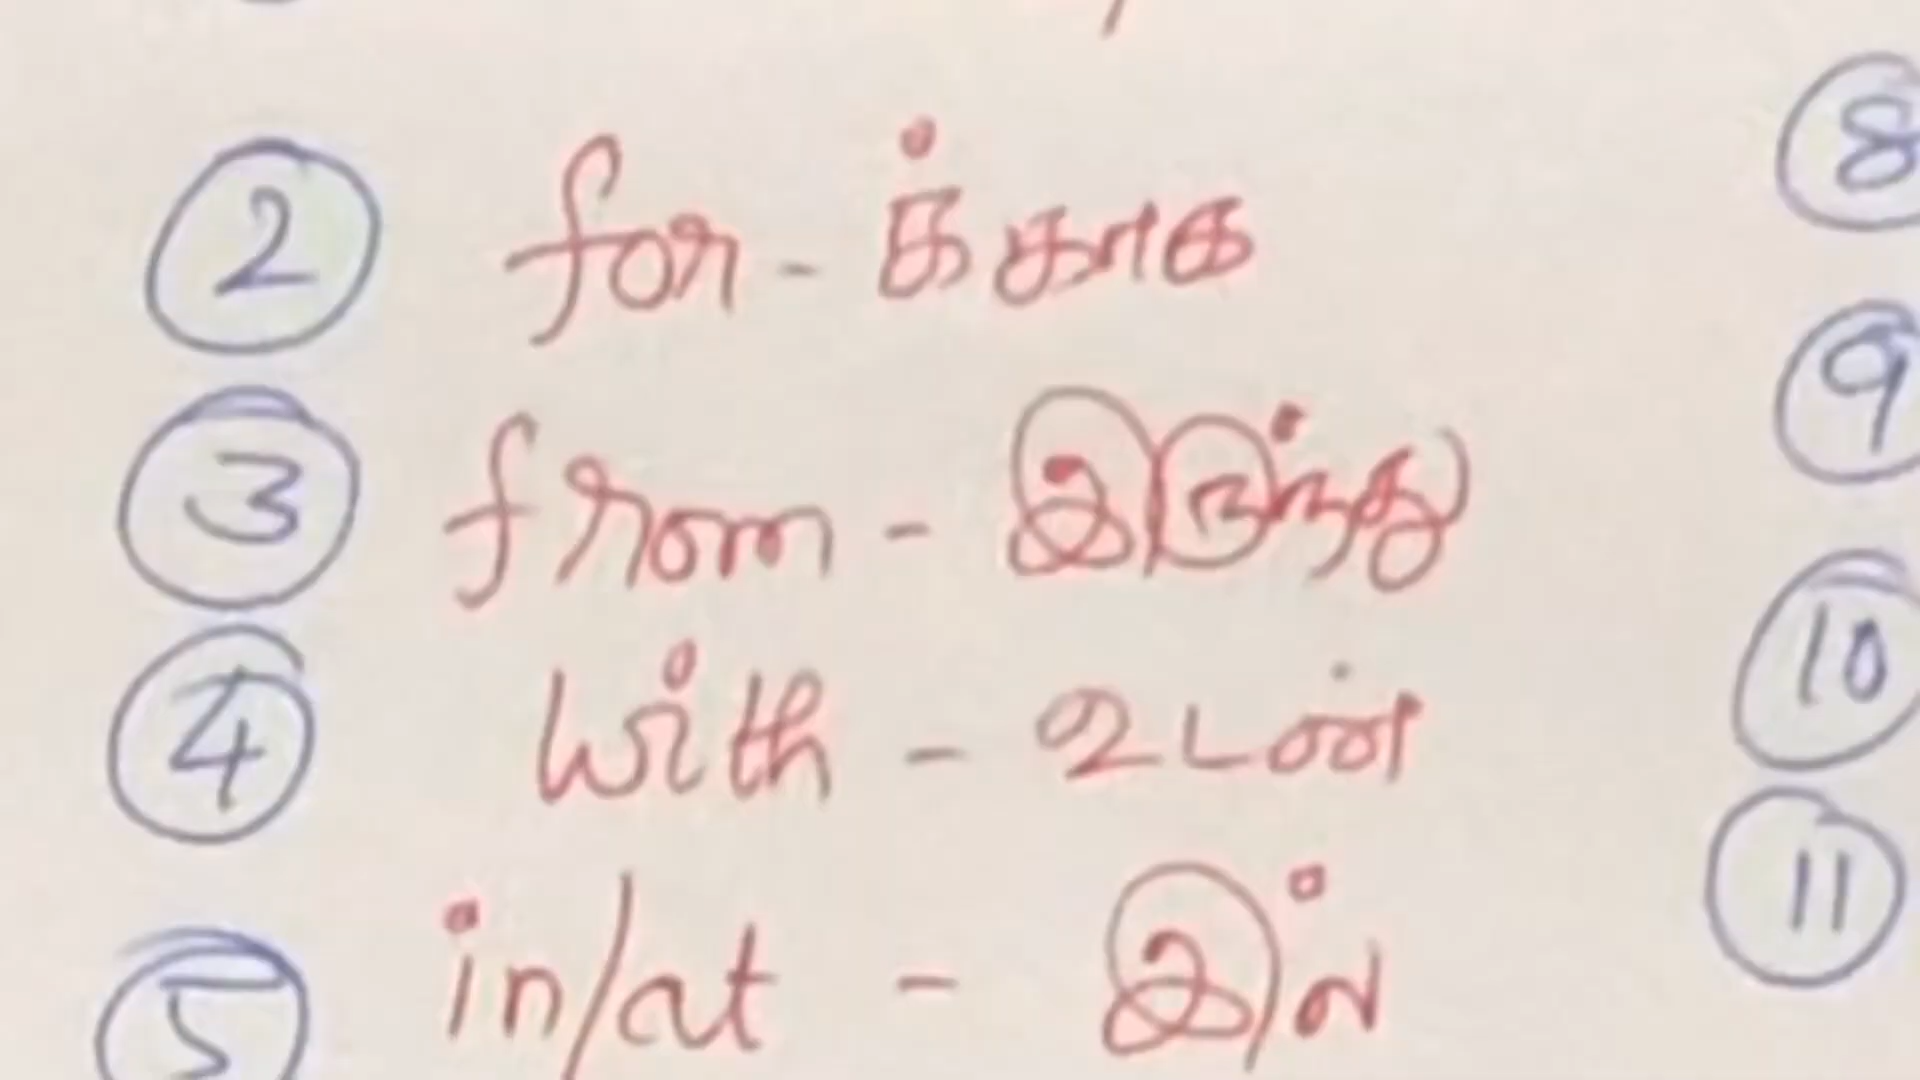 2 for - க்காக
3 from - இருந்து
4 with - உடன்
5 in/at - இல்
8
9
10
11